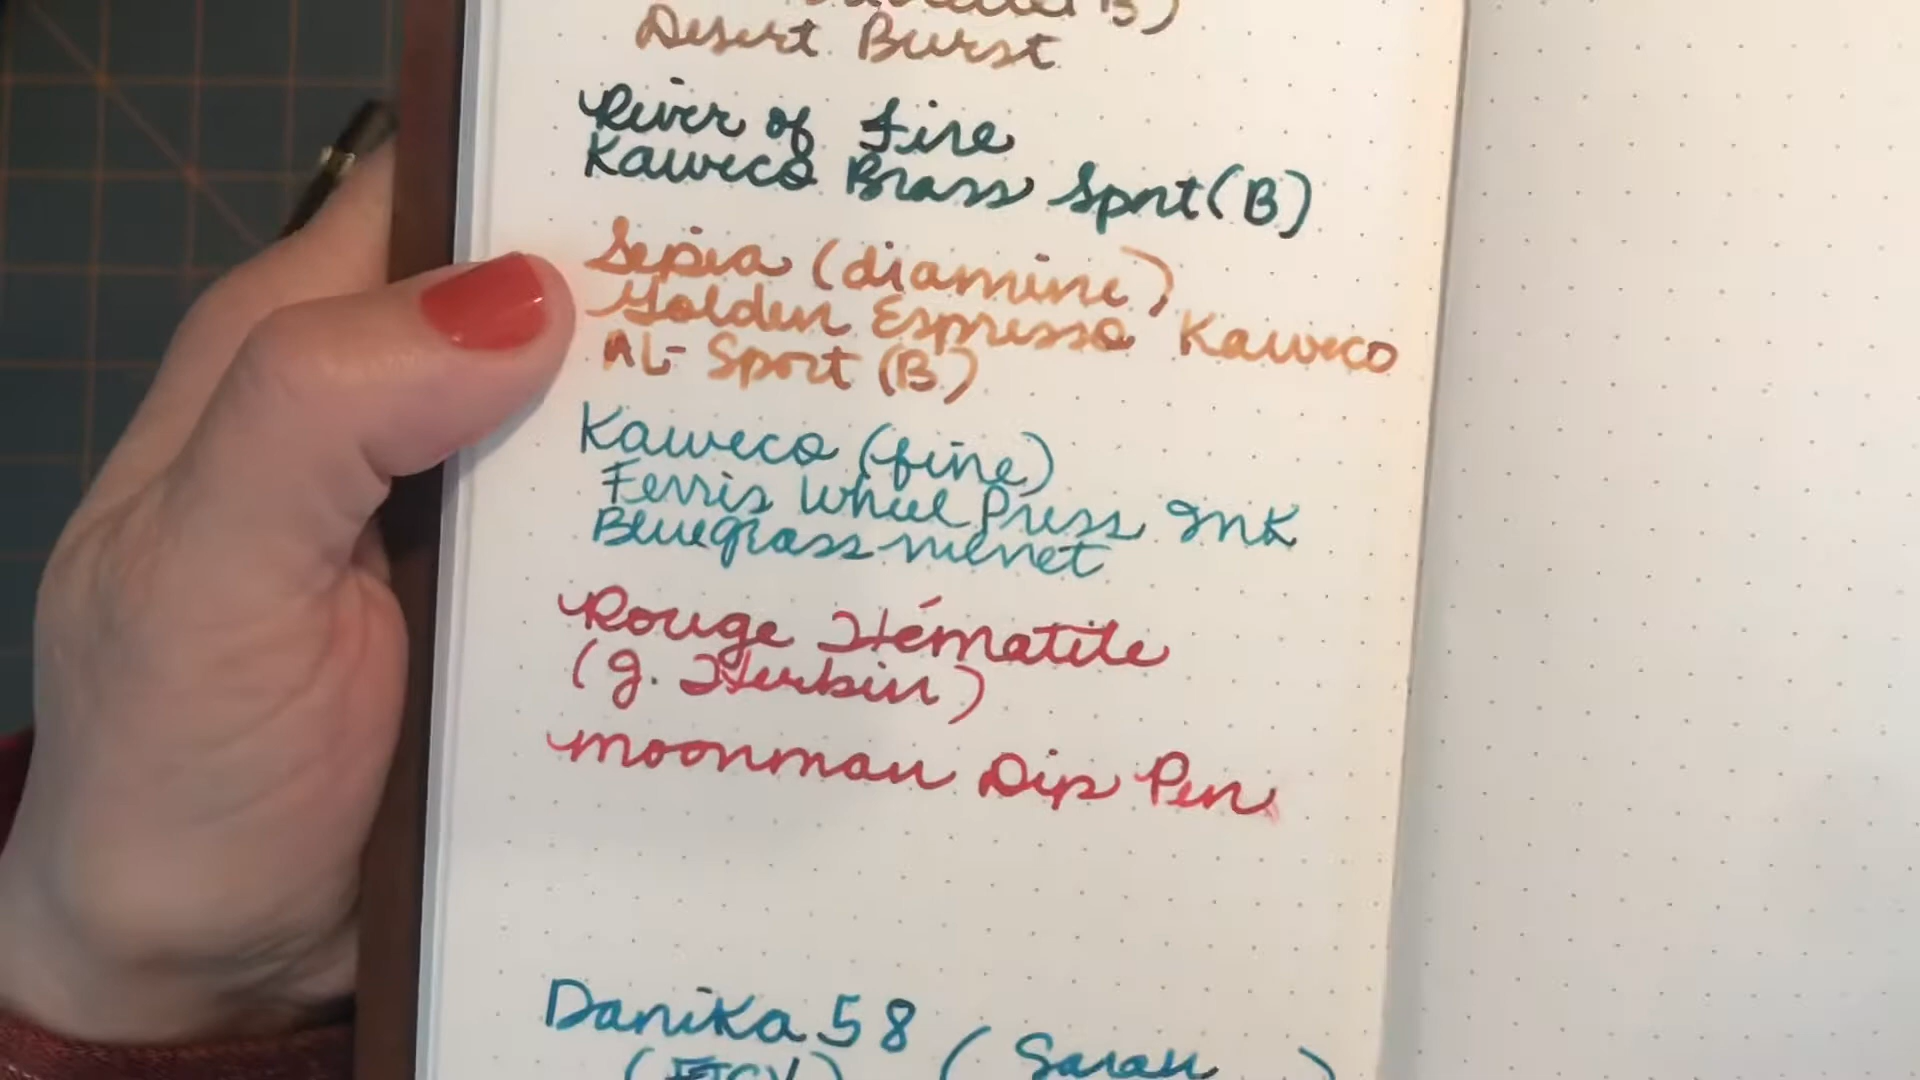 Desert Burst
River of Fire
Kaweco Brass Sport (B)
Sepia (diamine)
Golden Espresso Kaweco
AL-Sport (B)
Kaweco (fine)
Ferris Wheel Press Ink
Bluegrass
Rouge Hématite
(J. Herbin)
moonman Dip Pen
Danika 58
( Sarah )